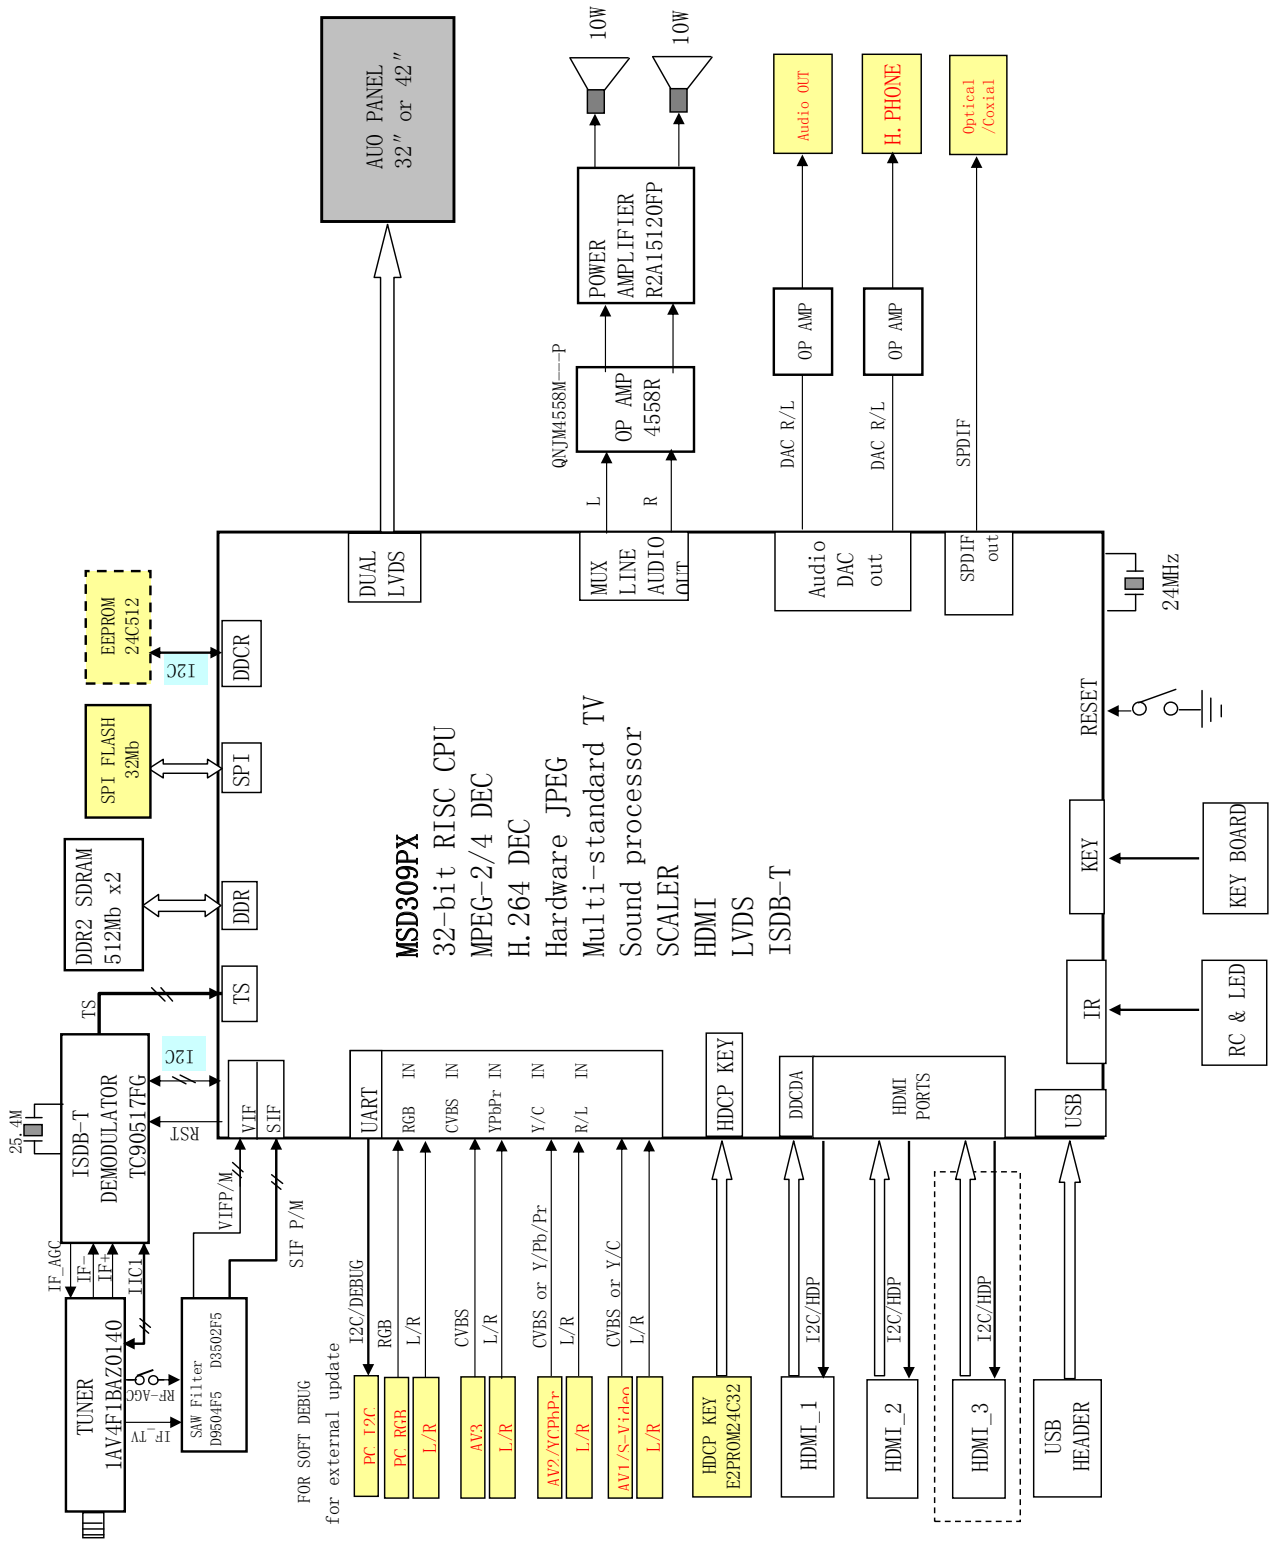 TUNER
1AV4F1BAZ0140
IF_AGC
IF-
IF+
IIC1
25.4M
ISDB-T
DEMODULATOR
TC90517FG
TS
RST
I2C
RF-AGC
IF_TV
SAW Filter
D9504F5 D3502F5
VIFP/M
SIF P/M
VIF
SIF
TS
DDR2 SDRAM
512Mb x2
DDR
SPI FLASH
32Mb
SPI
EEPROM
24C512
I2C
DDCR
FOR SOFT DEBUG
for external update
PC I2C
I2C/DEBUG
UART
PC RGB
RGB
RGB IN
L/R
L/R
AV3
CVBS
CVBS IN
L/R
L/R
YPbPr IN
AV2/YCPbPr
CVBS or Y/Pb/Pr
Y/C IN
L/R
L/R
R/L IN
AV1/S-Video
CVBS or Y/C
L/R
L/R
HDCP KEY
E2PROM24C32
HDCP KEY
HDMI_1
I2C/HDP
DDCDA
HDMI
PORTS
HDMI_2
I2C/HDP
HDMI_3
I2C/HDP
USB
HEADER
USB
MSD309PX
32-bit RISC CPU
MPEG-2/4 DEC
H.264 DEC
Hardware JPEG
Multi-standard TV
Sound processor
SCALER
HDMI
LVDS
ISDB-T
DUAL
LVDS
AUO PANEL
32″ or 42″
MUX
LINE
AUDIO
OUT
L
R
QNJM4558M---P
OP AMP
4558R
POWER
AMPLIFIER
R2A15120FP
10W
10W
Audio
DAC
out
DAC R/L
OP AMP
Audio OUT
DAC R/L
OP AMP
H.PHONE
SPDIF
out
SPDIF
Optical
/Coxial
IR
RC & LED
KEY
KEY BOARD
RESET
24MHz